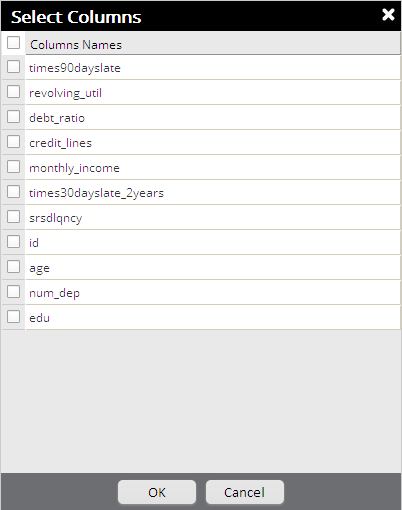 Select Columns
Columns Names
times90dayslate
revolving_util
debt_ratio
credit_lines
monthly_income
times30dayslate_2years
srsdlqncy
id
age
num_dep
edu
OK Cancel